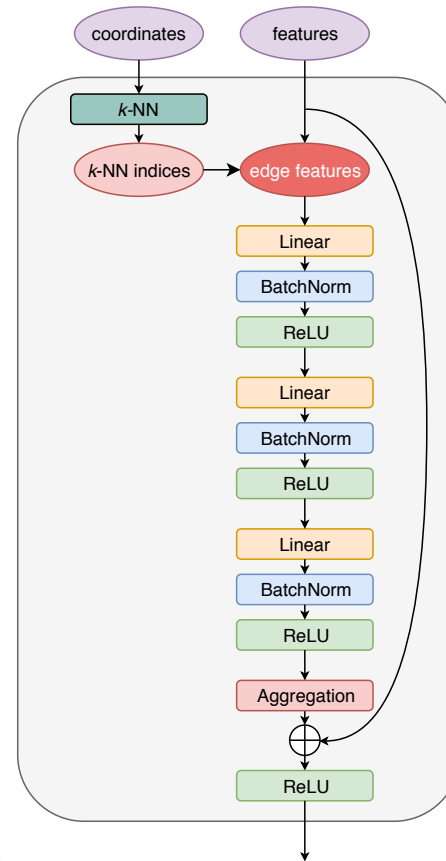 coordinates
features
k-NN
k-NN indices
edge features
Linear
BatchNorm
ReLU
Linear
BatchNorm
ReLU
Linear
BatchNorm
ReLU
Aggregation
ReLU